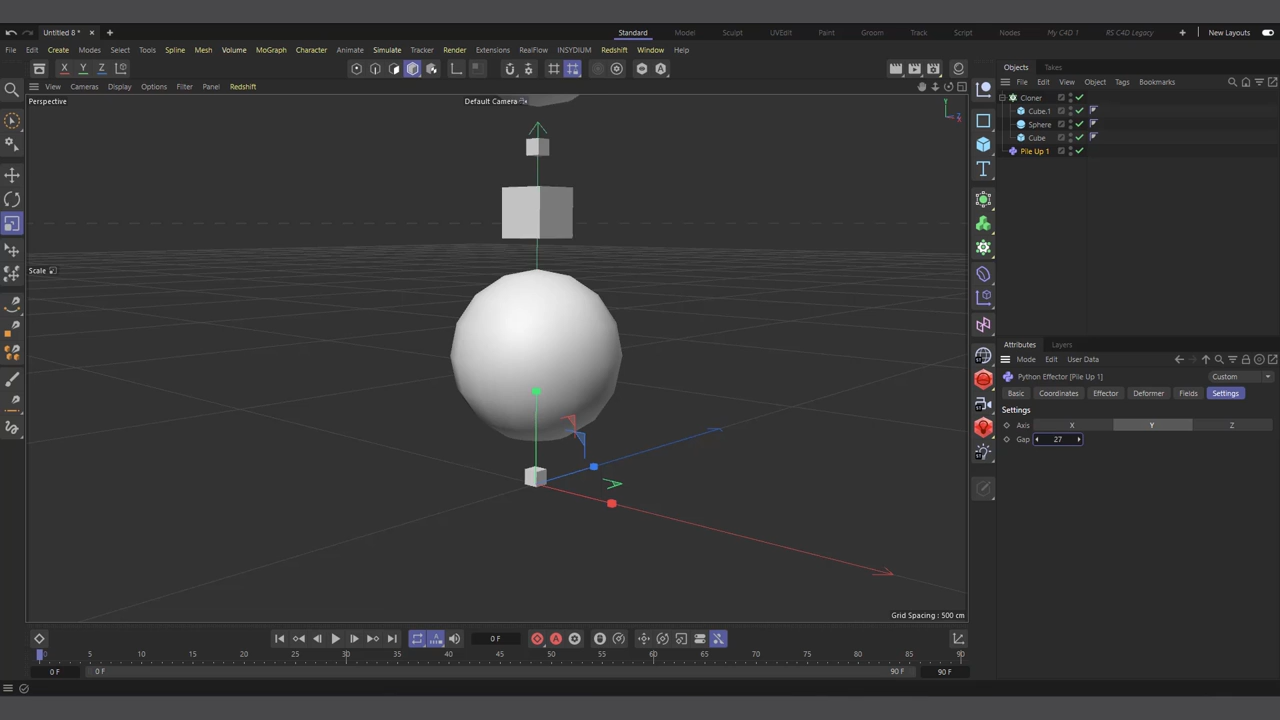 Untitled 8 *
Standard Model Sculpt UVEdit Paint Groom Track Script Nodes My C4D 1 RS C4D Legacy New Layouts
File Edit Create Modes Select Tools Spline Mesh Volume MoGraph Character Animate Simulate Tracker Render Extensions RealFlow INSYDIUM Redshift Window Help
X Y Z
Objects Takes
View Cameras Display Options Filter Panel Redshift
File Edit View Object Tags Bookmarks
Perspective
Default Camera
Y
Z
Cloner
Cube.1
Sphere
Cube
Pile Up 1
Scale
Attributes Layers
Mode Edit User Data
Python Effector [Pile Up 1]
Custom
Basic Coordinates Effector Deformer Fields Settings
Settings
Axis X Y Z
Gap 27
Grid Spacing : 500 cm
0 F
0 5 10 15 20 25 30 35 40 45 50 55 60 65 70 75 80 85 90
0 F 0 F 90 F 90 F